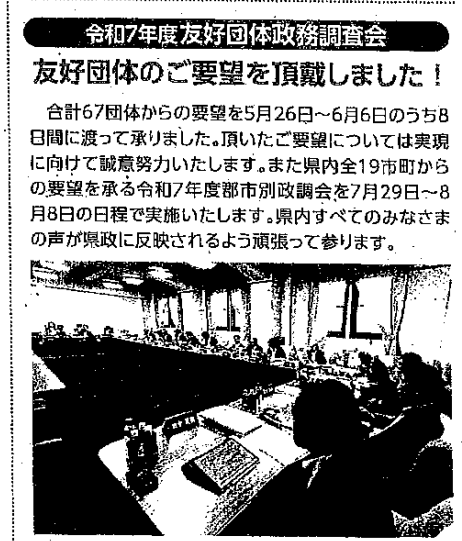 令和7年度友好団体政務調査会
友好団体のご要望を頂戴しました！
合計67団体からの要望を5月26日〜6月6日のうち8
日間に渡って承りました。頂いたご要望については実現
に向けて誠意努力いたします。また県内全19市町から
の要望を承る令和7年度郡市別政調会を7月29日〜8
月8日の日程で実施いたします。県内すべてのみなさま
の声が県政に反映されるよう頑張って参ります。